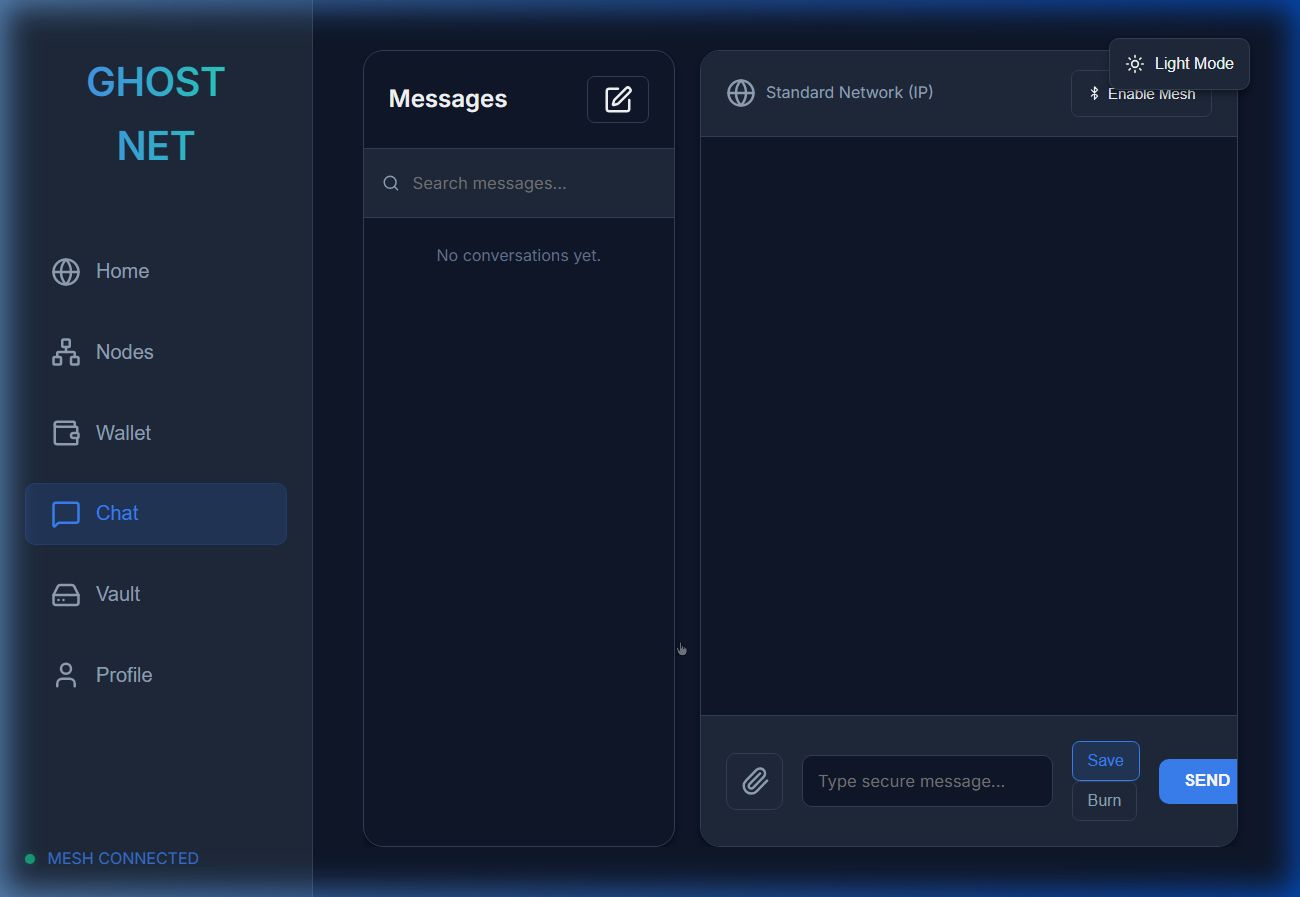 GHOST
NET
Home
Nodes
Wallet
Chat
Vault
Profile
MESH CONNECTED
Messages
Search messages...
No conversations yet.
Standard Network (IP)
Light Mode
Enable Mesh
Type secure message...
Save
Burn
SEND